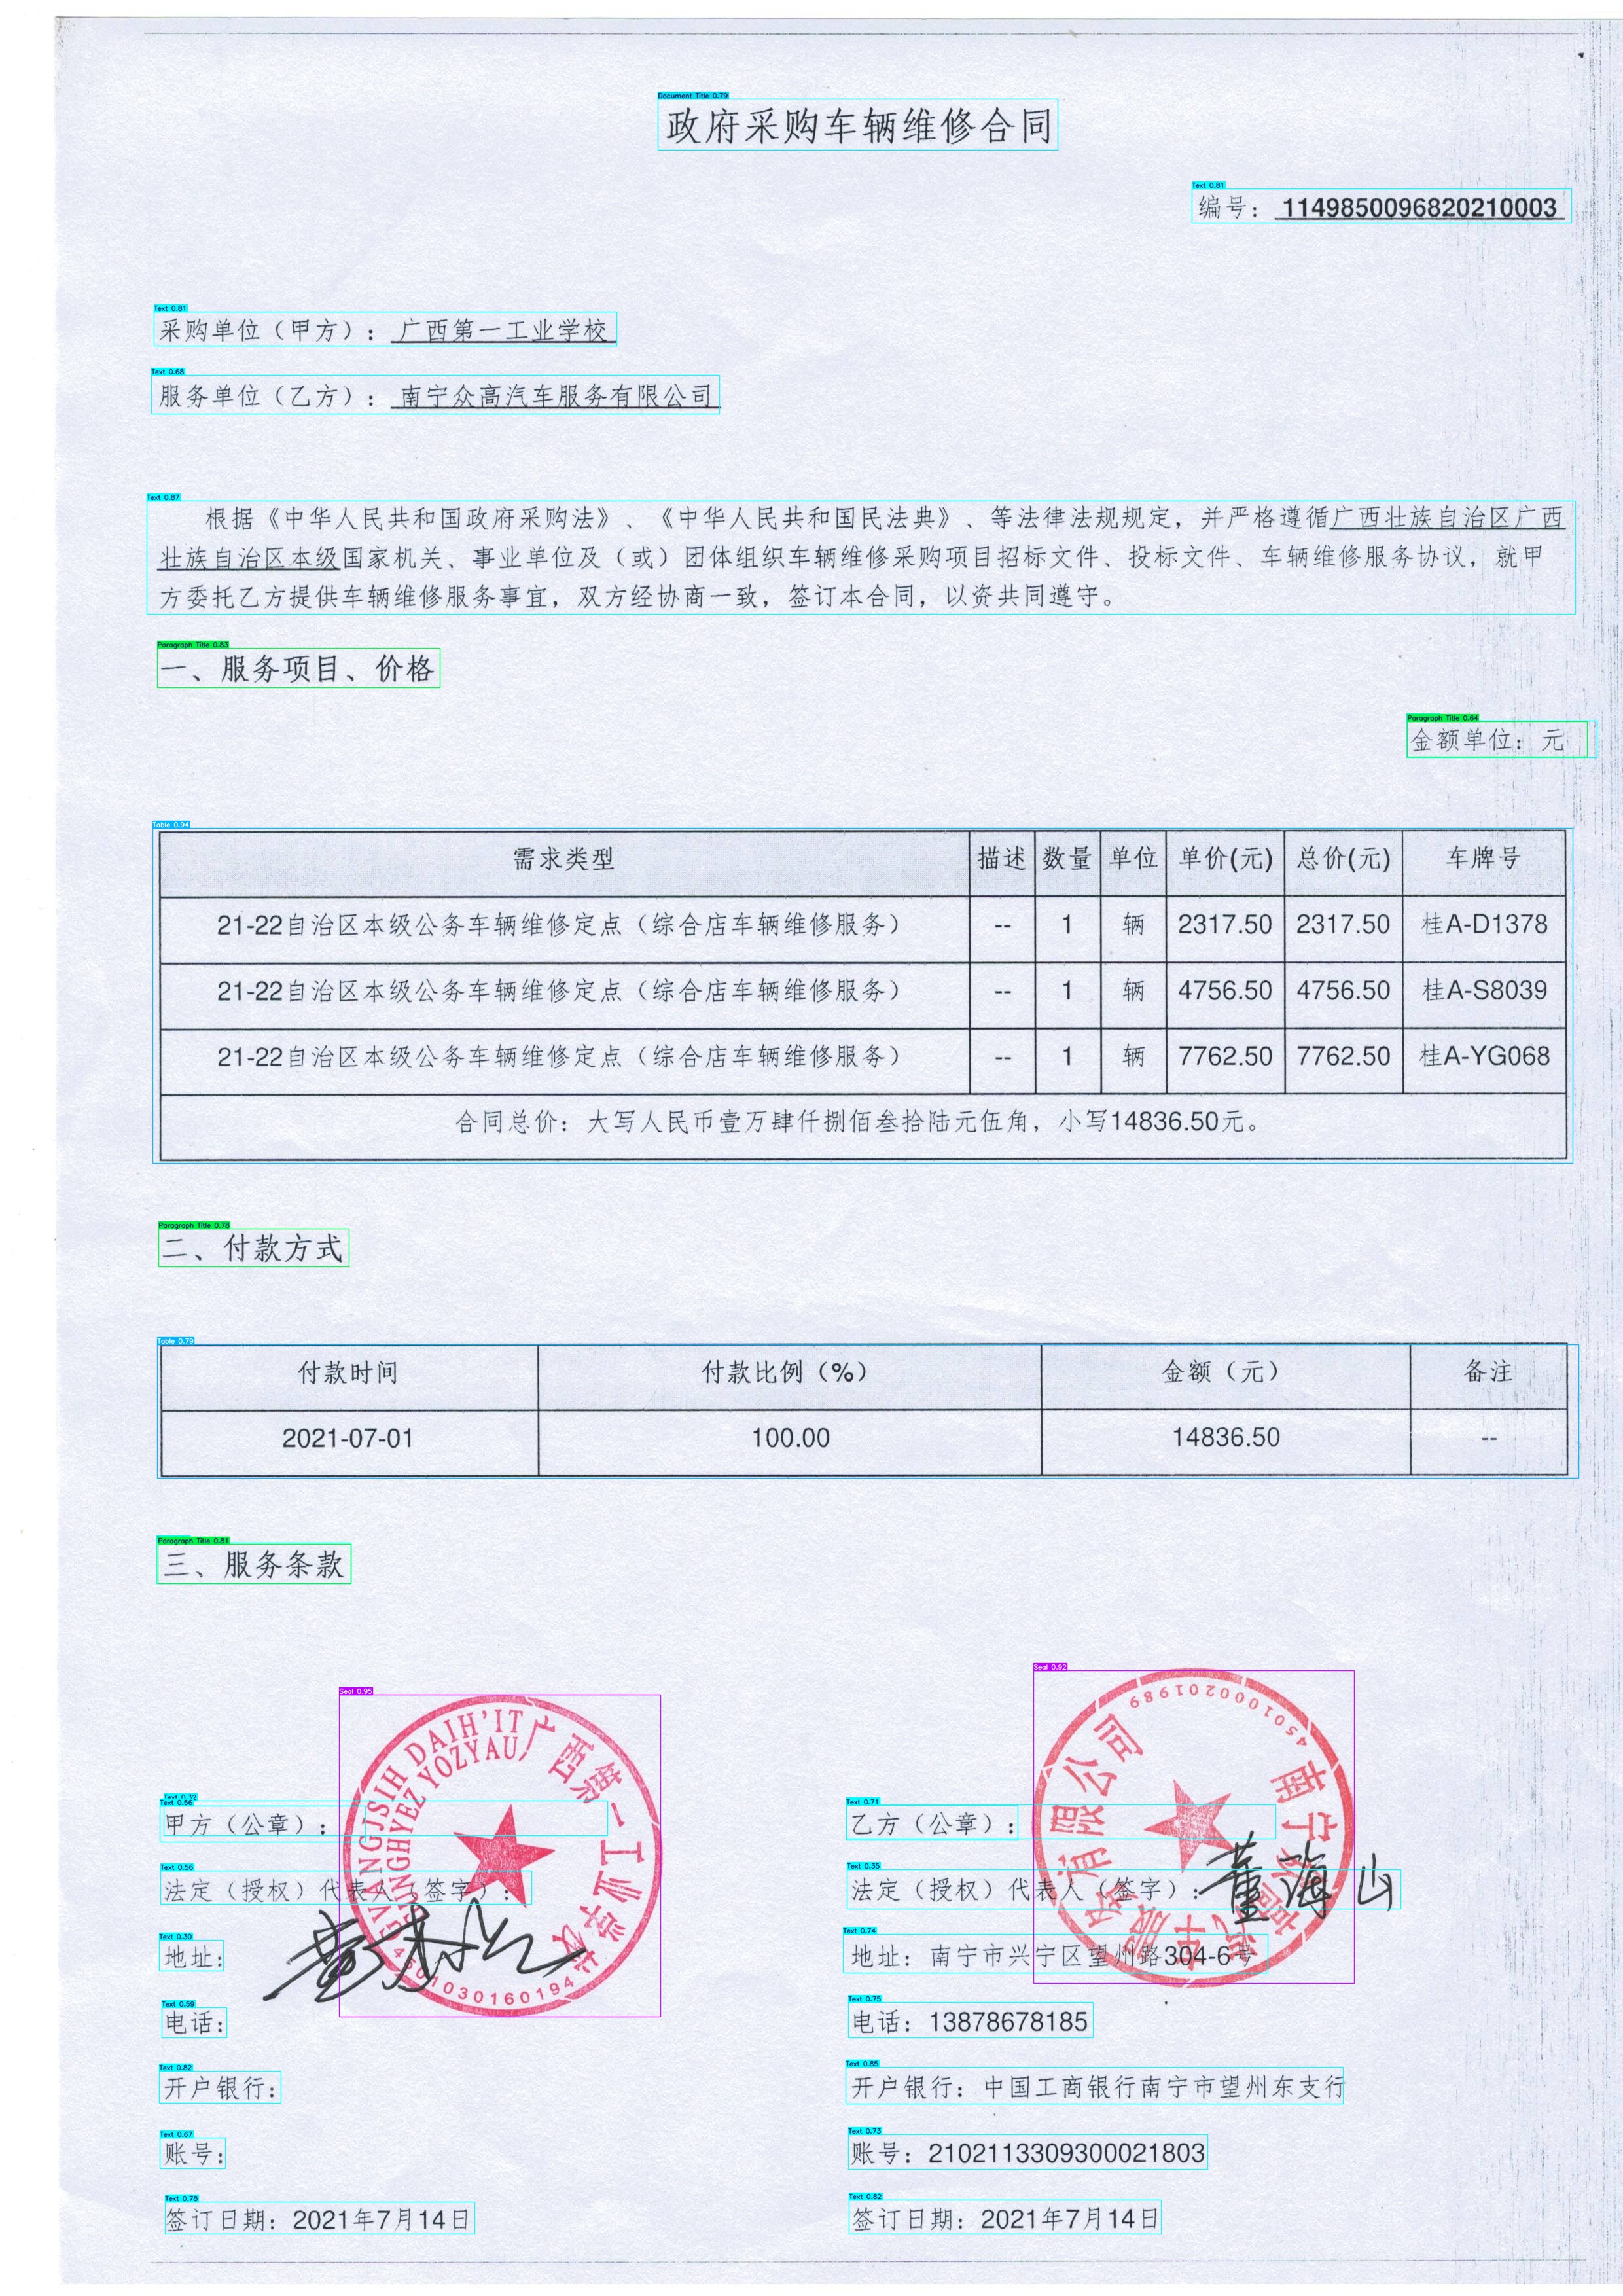 政府采购车辆维修合同
编号： 1149850096820210003
采购单位（甲方）： 广西第一工业学校
服务单位（乙方）： 南宁众高汽车服务有限公司
根据《中华人民共和国政府采购法》、《中华人民共和国民法典》、等法律法规规定，并严格遵循广西壮族自治区广西
壮族自治区本级国家机关、事业单位及（或）团体组织车辆维修采购项目招标文件、投标文件、车辆维修服务协议，就甲
方委托乙方提供车辆维修服务事宜，双方经协商一致，签订本合同，以资共同遵守。
一、服务项目、价格
金额单位：元
需求类型 描述 数量 单位 单价(元) 总价(元) 车牌号
21-22自治区本级公务车辆维修定点（综合店车辆维修服务） -- 1 辆 2317.50 2317.50 桂A-D1378
21-22自治区本级公务车辆维修定点（综合店车辆维修服务） -- 1 辆 4756.50 4756.50 桂A-S8039
21-22自治区本级公务车辆维修定点（综合店车辆维修服务） -- 1 辆 7762.50 7762.50 桂A-YG068
合同总价：大写人民币壹万肆仟捌佰叁拾陆元伍角，小写14836.50元。
二、付款方式
付款时间 付款比例（%） 金额（元） 备注
2021-07-01 100.00 14836.50 --
三、服务条款
GVANGJSIH DAIH'IT
GUNGHYEZ YOZYAU
广西第一工业学校
4501030160194
南宁众高汽车服务有限公司
4501000201989
甲方（公章）： 乙方（公章）：
法定（授权）代表人（签字）： 法定（授权）代表人（签字）：董海山
地址： 地址：南宁市兴宁区望州路304-6号
电话： 电话：13878678185
开户银行： 开户银行：中国工商银行南宁市望州东支行
账号： 账号：2102113309300021803
签订日期：2021年7月14日 签订日期：2021年7月14日